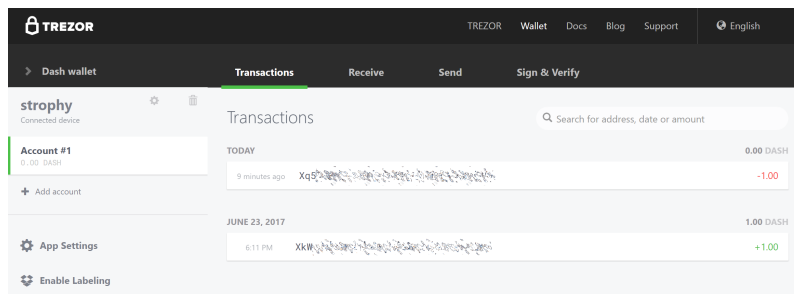 TREZOR
TREZOR Wallet Docs Blog Support English
Dash wallet
Transactions Receive Send Sign & Verify
strophy
Connected device
Account #1
0.00 DASH
Add account
App Settings
Enable Labeling
Transactions
Search for address, date or amount
TODAY 0.00 DASH
9 minutes ago Xq5 -1.00
JUNE 23, 2017 1.00 DASH
6:11 PM XkW +1.00